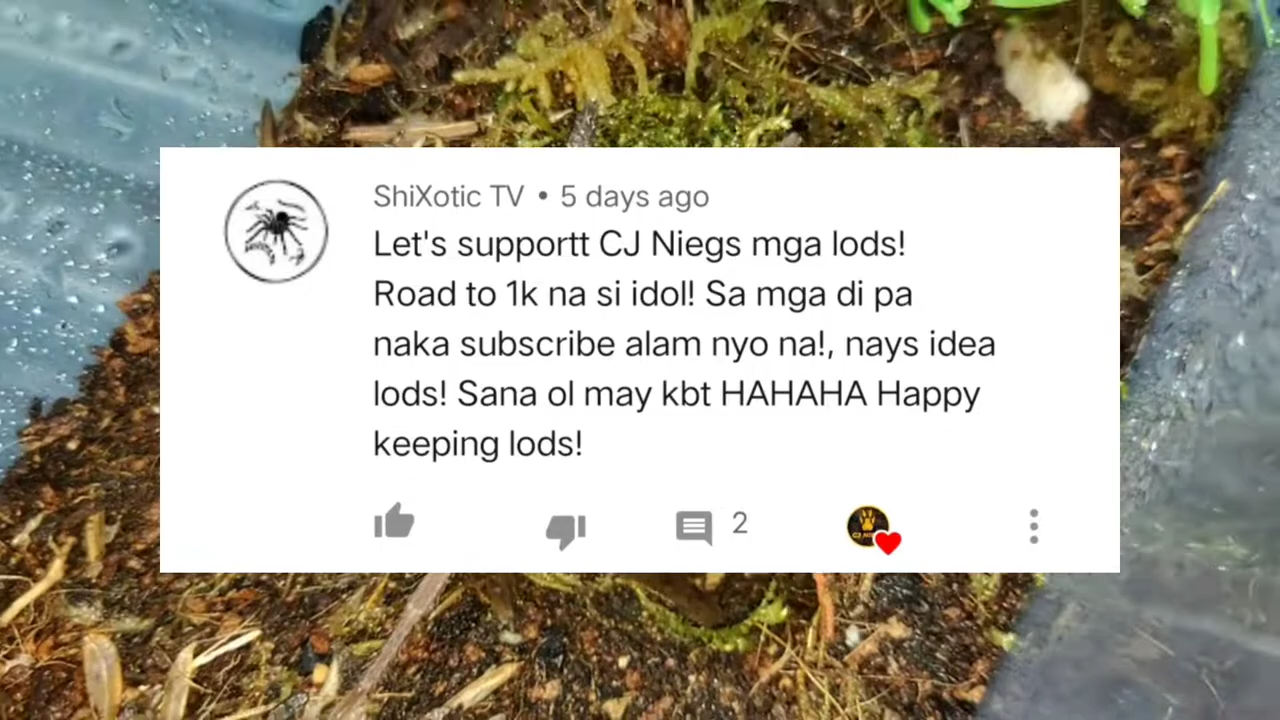 ShiXotic TV • 5 days ago
Let's supportt CJ Niegs mga lods!
Road to 1k na si idol! Sa mga di pa
naka subscribe alam nyo na!, nays idea
lods! Sana ol may kbt HAHAHA Happy
keeping lods!
2